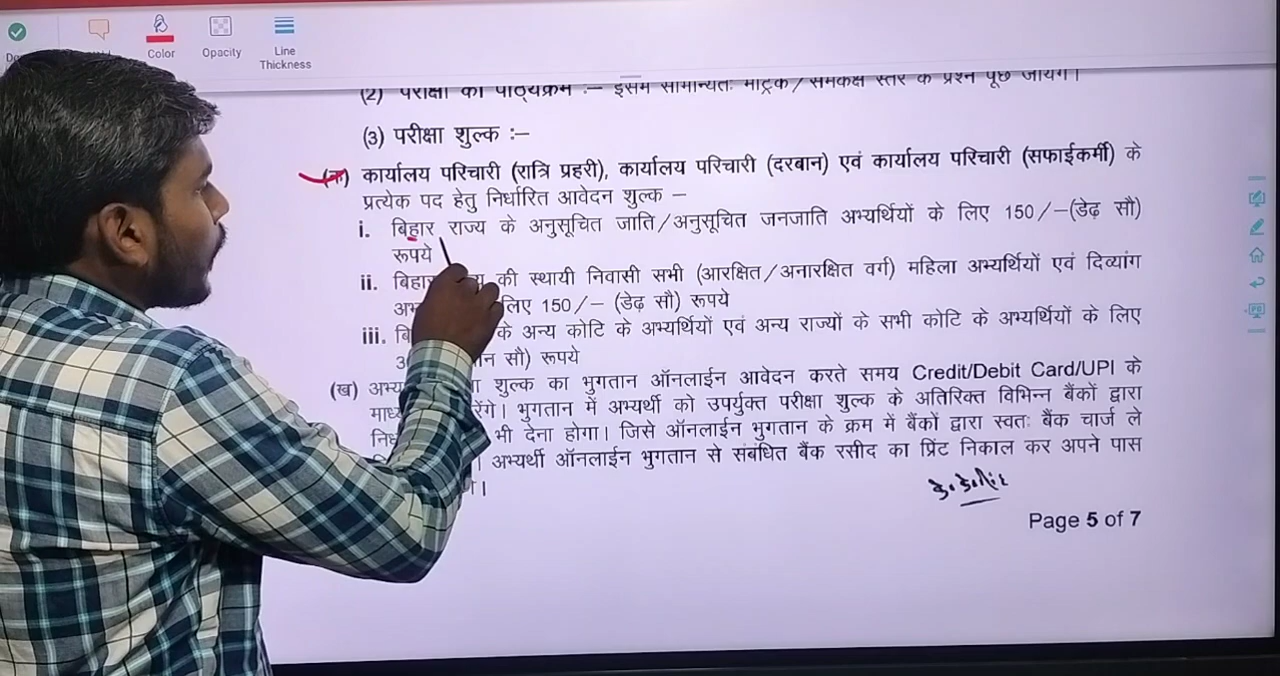 Color
Opacity
Line
Thickness
(2) परीक्षा का पाठ्यक्रम :— इसमें सामान्यतः मैट्रिक/समकक्ष स्तर के प्रश्न पूछे जायेंगे।
(3) परीक्षा शुल्क :—
(क) कार्यालय परिचारी (रात्रि प्रहरी), कार्यालय परिचारी (दरबान) एवं कार्यालय परिचारी (सफाईकर्मी) के
प्रत्येक पद हेतु निर्धारित आवेदन शुल्क —
i. बिहार राज्य के अनुसूचित जाति/अनुसूचित जनजाति अभ्यर्थियों के लिए 150/—(डेढ़ सौ)
रूपये
ii. की स्थायी निवासी सभी (आरक्षित/अनारक्षित वर्ग) महिला अभ्यर्थियों एवं दिव्यांग
लिए 150/— (डेढ़ सौ) रूपये
iii. के अन्य कोटि के अभ्यर्थियों एवं अन्य राज्यों के सभी कोटि के अभ्यर्थियों के लिए
सौ) रूपये
(ख) शुल्क का भुगतान ऑनलाईन आवेदन करते समय Credit/Debit Card/UPI के
भुगतान में अभ्यर्थी को उपर्युक्त परीक्षा शुल्क के अतिरिक्त विभिन्न बैंकों द्वारा
भी देना होगा। जिसे ऑनलाईन भुगतान के क्रम में बैंकों द्वारा स्वतः बैंक चार्ज ले
अभ्यर्थी ऑनलाईन भुगतान से संबंधित बैंक रसीद का प्रिंट निकाल कर अपने पास
Page 5 of 7